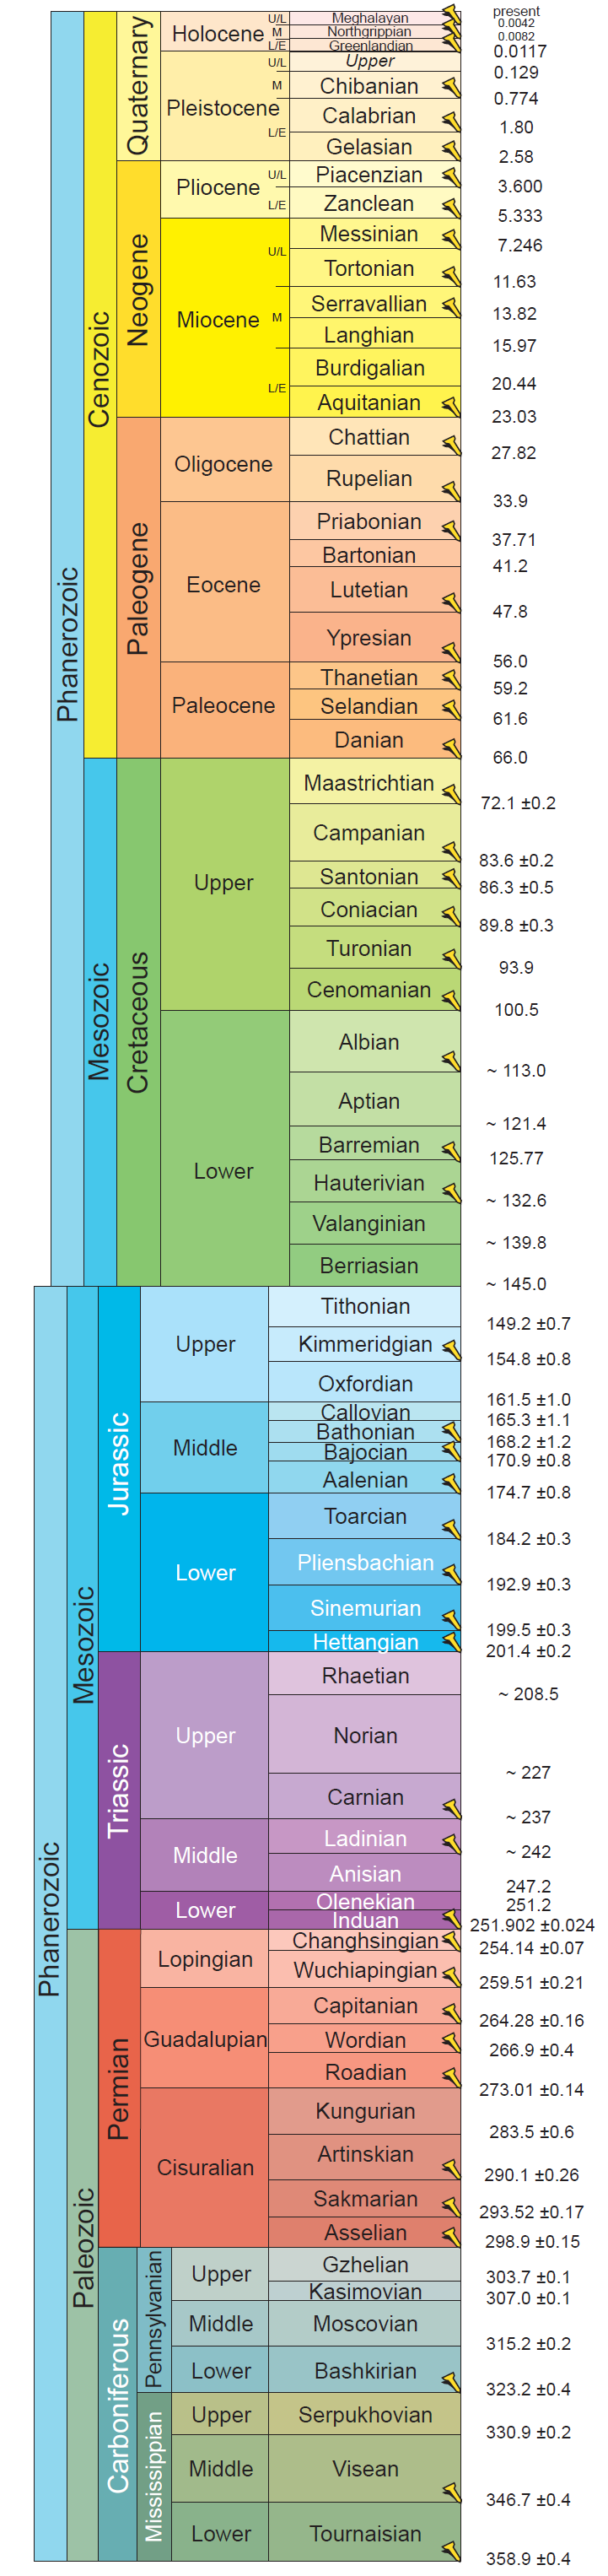 Phanerozoic
Cenozoic
Quaternary
Holocene
U/L
Meghalayan
present
0.0042
M
Northgrippian
0.0082
L/E
Greenlandian
0.0117
Pleistocene
U/L
Upper
0.129
M
Chibanian
0.774
L/E
Calabrian
1.80
Gelasian
2.58
Neogene
Pliocene
U/L
Piacenzian
3.600
L/E
Zanclean
5.333
Miocene
U/L
Messinian
7.246
Tortonian
11.63
M
Serravallian
13.82
Langhian
15.97
L/E
Burdigalian
20.44
Aquitanian
23.03
Paleogene
Oligocene
Chattian
27.82
Rupelian
33.9
Eocene
Priabonian
37.71
Bartonian
41.2
Lutetian
47.8
Ypresian
56.0
Paleocene
Thanetian
59.2
Selandian
61.6
Danian
66.0
Mesozoic
Cretaceous
Upper
Maastrichtian
72.1 ±0.2
Campanian
83.6 ±0.2
Santonian
86.3 ±0.5
Coniacian
89.8 ±0.3
Turonian
93.9
Cenomanian
100.5
Lower
Albian
~ 113.0
Aptian
~ 121.4
Barremian
125.77
Hauterivian
~ 132.6
Valanginian
~ 139.8
Berriasian
~ 145.0
Phanerozoic
Mesozoic
Jurassic
Upper
Tithonian
149.2 ±0.7
Kimmeridgian
154.8 ±0.8
Oxfordian
161.5 ±1.0
Middle
Callovian
165.3 ±1.1
Bathonian
168.2 ±1.2
Bajocian
170.9 ±0.8
Aalenian
174.7 ±0.8
Lower
Toarcian
184.2 ±0.3
Pliensbachian
192.9 ±0.3
Sinemurian
199.5 ±0.3
Hettangian
201.4 ±0.2
Triassic
Upper
Rhaetian
~ 208.5
Norian
~ 227
Carnian
~ 237
Middle
Ladinian
~ 242
Anisian
247.2
Lower
Olenekian
251.2
Induan
251.902 ±0.024
Paleozoic
Permian
Lopingian
Changhsingian
254.14 ±0.07
Wuchiapingian
259.51 ±0.21
Guadalupian
Capitanian
264.28 ±0.16
Wordian
266.9 ±0.4
Roadian
273.01 ±0.14
Cisuralian
Kungurian
283.5 ±0.6
Artinskian
290.1 ±0.26
Sakmarian
293.52 ±0.17
Asselian
298.9 ±0.15
Carboniferous
Pennsylvanian
Upper
Gzhelian
303.7 ±0.1
Kasimovian
307.0 ±0.1
Middle
Moscovian
315.2 ±0.2
Lower
Bashkirian
323.2 ±0.4
Mississippian
Upper
Serpukhovian
330.9 ±0.2
Middle
Visean
346.7 ±0.4
Lower
Tournaisian
358.9 ±0.4